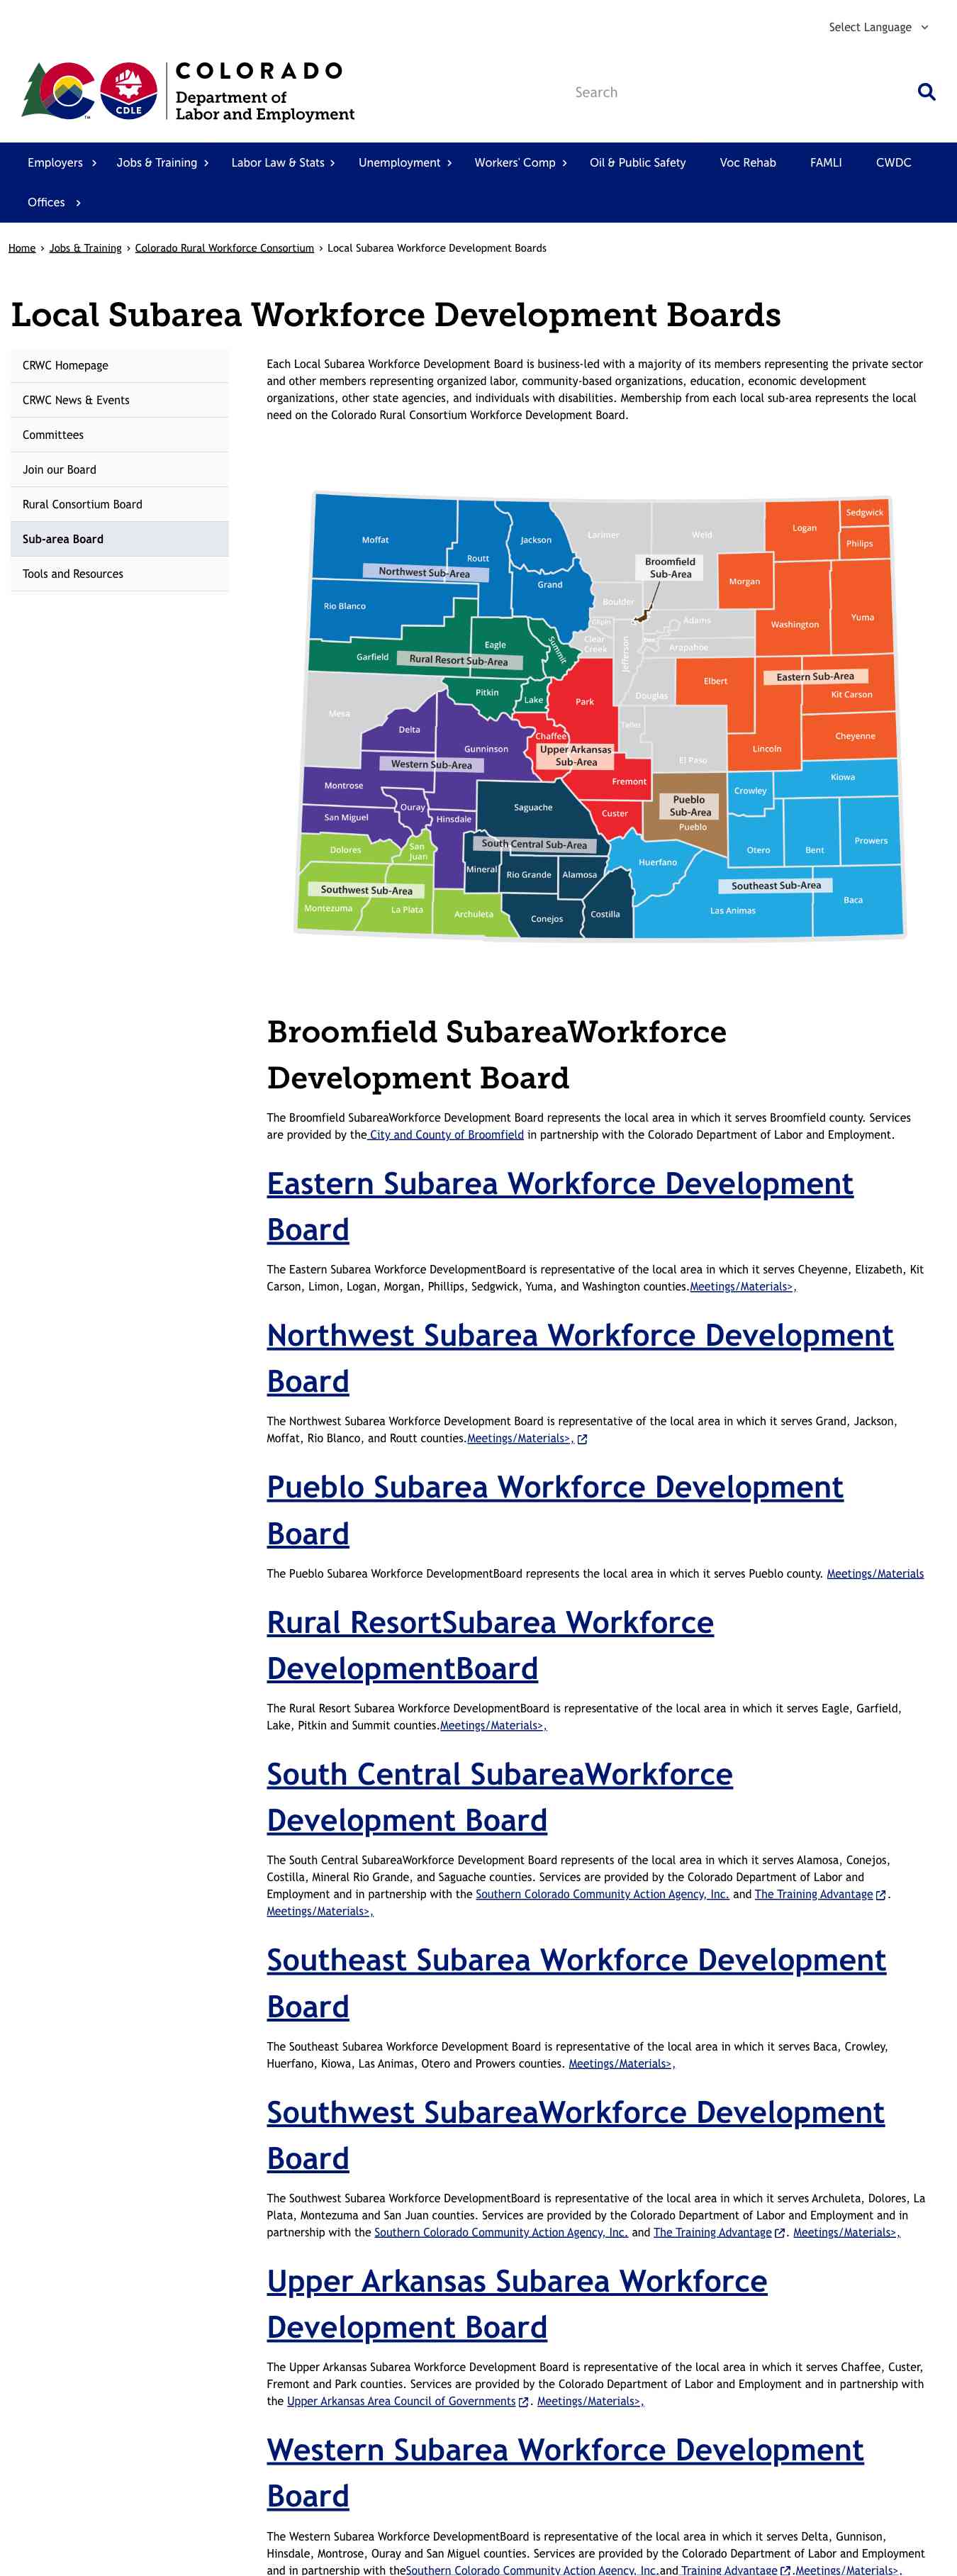 Select Language
COLORADO
Department of
Labor and Employment
CDLE
TM
Search
Employers
Jobs & Training
Labor Law & Stats
Unemployment
Workers' Comp
Oil & Public Safety
Voc Rehab
FAMLI
CWDC
Offices
Home › Jobs & Training › Colorado Rural Workforce Consortium › Local Subarea Workforce Development Boards
Local Subarea Workforce Development Boards
CRWC Homepage
CRWC News & Events
Committees
Join our Board
Rural Consortium Board
Sub-area Board
Tools and Resources
Each Local Subarea Workforce Development Board is business-led with a majority of its members representing the private sector
and other members representing organized labor, community-based organizations, education, economic development
organizations, other state agencies, and individuals with disabilities. Membership from each local sub-area represents the local
need on the Colorado Rural Consortium Workforce Development Board.
Moffat
Routt
Jackson
Larimer
Weld
Logan
Sedgwick
Philips
Northwest Sub-Area
Grand
Broomfield
Sub-Area
Morgan
Rio Blanco
Boulder
Gilpin
Adams
Washington
Yuma
Garfield
Rural Resort Sub-Area
Eagle
Summit
Clear
Creek
Jefferson
Arapahoe
Elbert
Eastern Sub-Area
Pitkin
Lake
Park
Douglas
Kit Carson
Mesa
Delta
Gunninson
Chaffee
Teller
Lincoln
Cheyenne
Western Sub-Area
Upper Arkansas
Sub-Area
El Paso
Montrose
Fremont
Crowley
Kiowa
San Miguel
Ouray
Hinsdale
Saguache
Custer
Pueblo
Sub-Area
Pueblo
Dolores
San
Juan
South Central Sub-Area
Otero
Bent
Prowers
Mineral
Rio Grande
Alamosa
Huerfano
Southwest Sub-Area
Southeast Sub-Area
Montezuma
La Plata
Archuleta
Conejos
Costilla
Las Animas
Baca
Broomfield SubareaWorkforce
Development Board
The Broomfield SubareaWorkforce Development Board represents the local area in which it serves Broomfield county. Services
are provided by the City and County of Broomfield in partnership with the Colorado Department of Labor and Employment.
Eastern Subarea Workforce Development
Board
The Eastern Subarea Workforce DevelopmentBoard is representative of the local area in which it serves Cheyenne, Elizabeth, Kit
Carson, Limon, Logan, Morgan, Phillips, Sedgwick, Yuma, and Washington counties.Meetings/Materials>,
Northwest Subarea Workforce Development
Board
The Northwest Subarea Workforce Development Board is representative of the local area in which it serves Grand, Jackson,
Moffat, Rio Blanco, and Routt counties.Meetings/Materials>,
Pueblo Subarea Workforce Development
Board
The Pueblo Subarea Workforce DevelopmentBoard represents the local area in which it serves Pueblo county. Meetings/Materials
Rural ResortSubarea Workforce
DevelopmentBoard
The Rural Resort Subarea Workforce DevelopmentBoard is representative of the local area in which it serves Eagle, Garfield,
Lake, Pitkin and Summit counties.Meetings/Materials>,
South Central SubareaWorkforce
Development Board
The South Central SubareaWorkforce Development Board represents of the local area in which it serves Alamosa, Conejos,
Costilla, Mineral Rio Grande, and Saguache counties. Services are provided by the Colorado Department of Labor and
Employment and in partnership with the Southern Colorado Community Action Agency, Inc. and The Training Advantage .
Meetings/Materials>,
Southeast Subarea Workforce Development
Board
The Southeast Subarea Workforce Development Board is representative of the local area in which it serves Baca, Crowley,
Huerfano, Kiowa, Las Animas, Otero and Prowers counties. Meetings/Materials>,
Southwest SubareaWorkforce Development
Board
The Southwest Subarea Workforce DevelopmentBoard is representative of the local area in which it serves Archuleta, Dolores, La
Plata, Montezuma and San Juan counties. Services are provided by the Colorado Department of Labor and Employment and in
partnership with the Southern Colorado Community Action Agency, Inc. and The Training Advantage . Meetings/Materials>,
Upper Arkansas Subarea Workforce
Development Board
The Upper Arkansas Subarea Workforce Development Board is representative of the local area in which it serves Chaffee, Custer,
Fremont and Park counties. Services are provided by the Colorado Department of Labor and Employment and in partnership with
the Upper Arkansas Area Council of Governments . Meetings/Materials>,
Western Subarea Workforce Development
Board
The Western Subarea Workforce DevelopmentBoard is representative of the local area in which it serves Delta, Gunnison,
Hinsdale, Montrose, Ouray and San Miguel counties. Services are provided by the Colorado Department of Labor and Employment
and in partnership with theSouthern Colorado Community Action Agency, Inc.and Training Advantage .Meetings/Materials>,